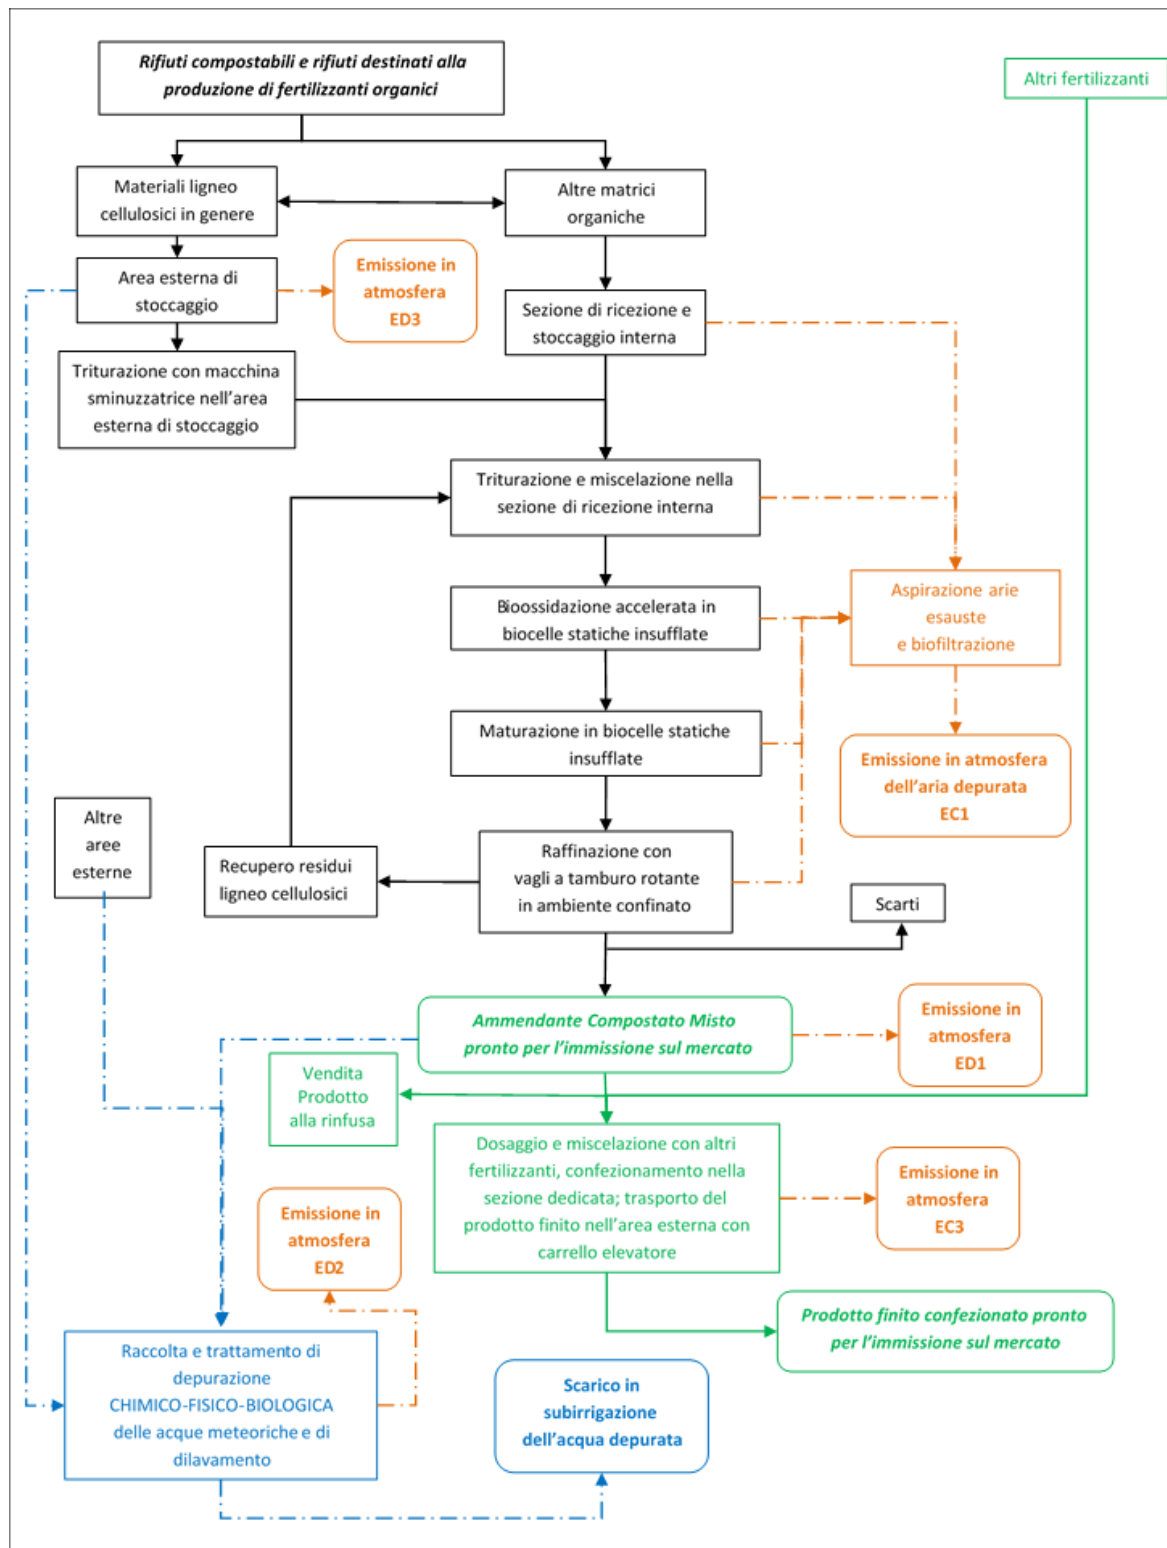 Rifiuti compostabili e rifiuti destinati alla
produzione di fertilizzanti organici
Altri fertilizzanti
Materiali ligneo
cellulosici in genere
Altre matrici
organiche
Area esterna di
stoccaggio
Emissione in
atmosfera
ED3
Sezione di ricezione e
stoccaggio interna
Triturazione con macchina
sminuzzatrice nell'area
esterna di stoccaggio
Triturazione e miscelazione nella
sezione di ricezione interna
Bioossidazione accelerata in
biocelle statiche insufflate
Aspirazione arie
esauste
e biofiltrazione
Maturazione in biocelle statiche
insufflate
Emissione in atmosfera
dell'aria depurata
EC1
Altre
aree
esterne
Recupero residui
ligneo cellulosici
Raffinazione con
vagli a tamburo rotante
in ambiente confinato
Scarti
Ammendante Compostato Misto
pronto per l'immissione sul mercato
Emissione in
atmosfera
ED1
Vendita
Prodotto
alla rinfusa
Dosaggio e miscelazione con altri
fertilizzanti, confezionamento nella
sezione dedicata; trasporto del
prodotto finito nell'area esterna con
carrello elevatore
Emissione in
atmosfera
EC3
Emissione in
atmosfera
ED2
Prodotto finito confezionato pronto
per l'immissione sul mercato
Raccolta e trattamento di
depurazione
CHIMICO-FISICO-BIOLOGICA
delle acque meteoriche e di
dilavamento
Scarico in
subirrigazione
dell'acqua depurata